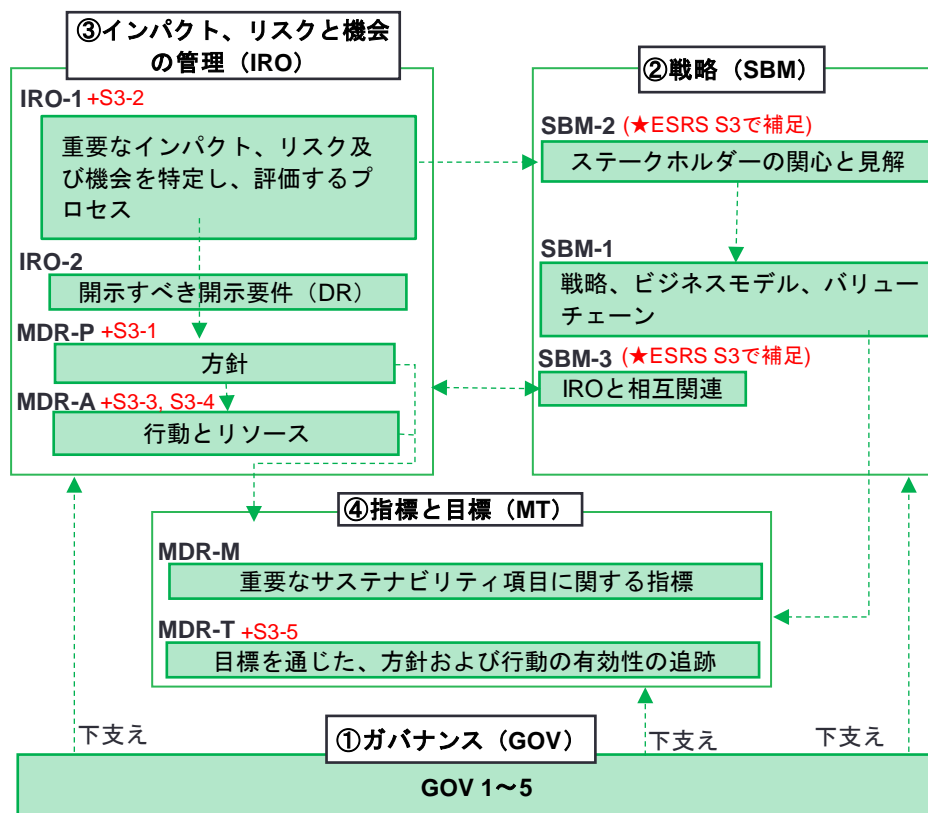 ③インパクト、リスクと機会
の管理（IRO）
IRO-1 +S3-2
重要なインパクト、リスク及
び機会を特定し、評価するプ
ロセス
IRO-2
開示すべき開示要件（DR）
MDR-P +S3-1
方針
MDR-A +S3-3, S3-4
行動とリソース
②戦略（SBM）
SBM-2 (★ESRS S3で補足)
ステークホルダーの関心と見解
SBM-1
戦略、ビジネスモデル、バリュー
チェーン
SBM-3 (★ESRS S3で補足)
IROと相互関連
④指標と目標（MT）
MDR-M
重要なサステナビリティ項目に関する指標
MDR-T +S3-5
目標を通じた、方針および行動の有効性の追跡
下支え
下支え
下支え
①ガバナンス（GOV）
GOV 1～5